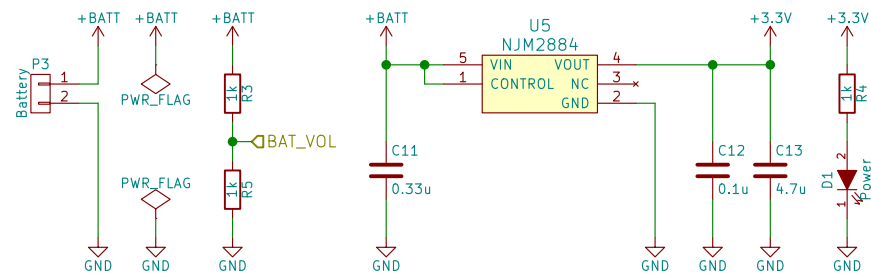 +BATT
+BATT
+BATT
+BATT
+3.3V
+3.3V
P3
Battery
1
2
PWR_FLAG
PWR_FLAG
1k
R3
BAT_VOL
1k
R5
U5
NJM2884
5
VIN
VOUT
4
1
CONTROL
NC
3
GND
2
C11
0.33u
C12
0.1u
C13
4.7u
1k
R4
D1
2
1
Power
GND
GND
GND
GND
GND
GND
GND
GND